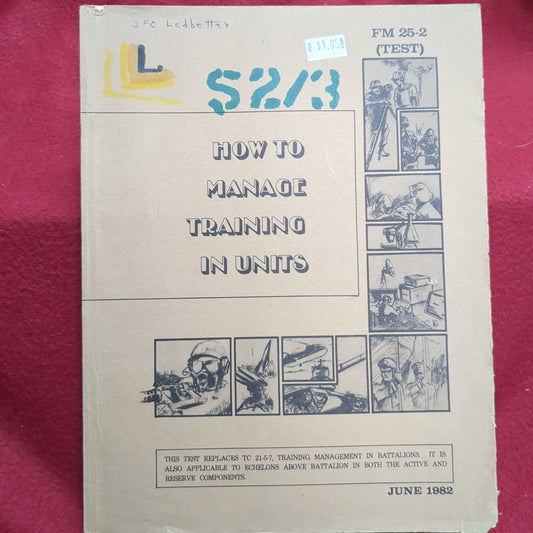 SFC Ledbetter
11.95
FM 25-2
(TEST)
L
S2/3
HOW TO
MANAGE
TRAINING
IN UNITS
THIS TEST REPLACES TC 21-5-7, TRAINING MANAGEMENT IN BATTALIONS. IT IS
ALSO APPLICABLE TO ECHELONS ABOVE BATTALION IN BOTH THE ACTIVE AND
RESERVE COMPONENTS.
JUNE 1982